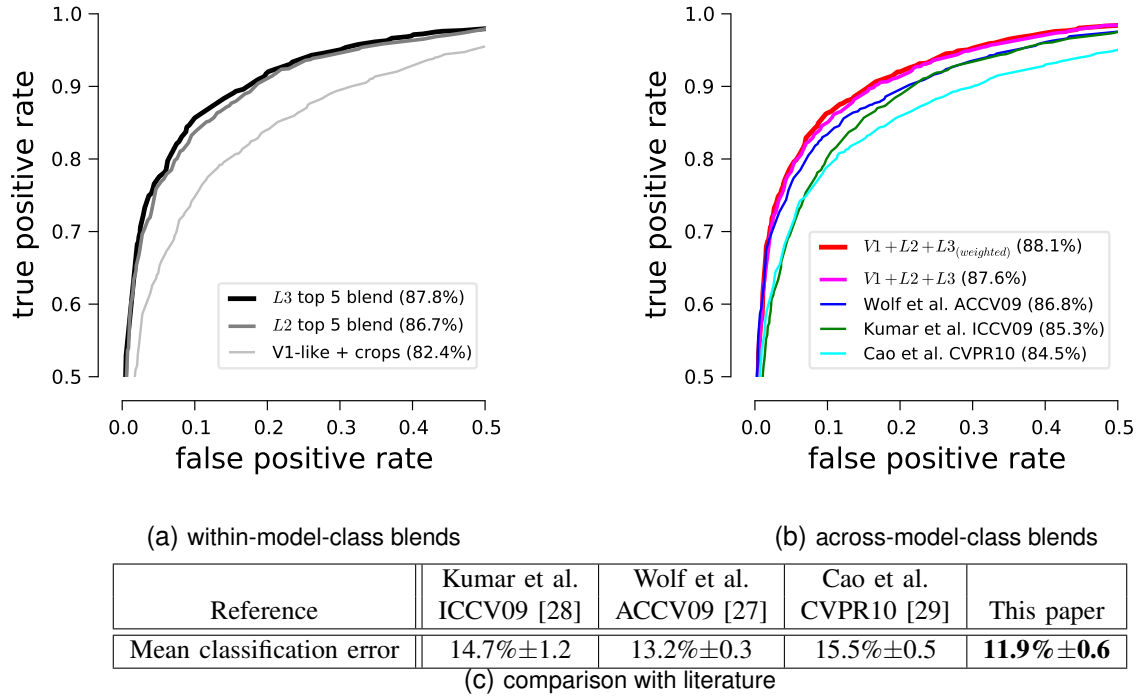 1.0
0.9
0.8
0.7
0.6
0.5
true positive rate
L3 top 5 blend (87.8%)
L2 top 5 blend (86.7%)
V1-like + crops (82.4%)
0.0 0.1 0.2 0.3 0.4 0.5
false positive rate
(a) within-model-class blends
1.0
0.9
0.8
0.7
0.6
0.5
true positive rate
V1+L2+L3(weighted) (88.1%)
V1+L2+L3 (87.6%)
Wolf et al. ACCV09 (86.8%)
Kumar et al. ICCV09 (85.3%)
Cao et al. CVPR10 (84.5%)
0.0 0.1 0.2 0.3 0.4 0.5
false positive rate
(b) across-model-class blends
Kumar et al. Wolf et al. Cao et al.
Reference ICCV09 [28] ACCV09 [27] CVPR10 [29] This paper
Mean classification error 14.7%±1.2 13.2%±0.3 15.5%±0.5 11.9%±0.6
(c) comparison with literature